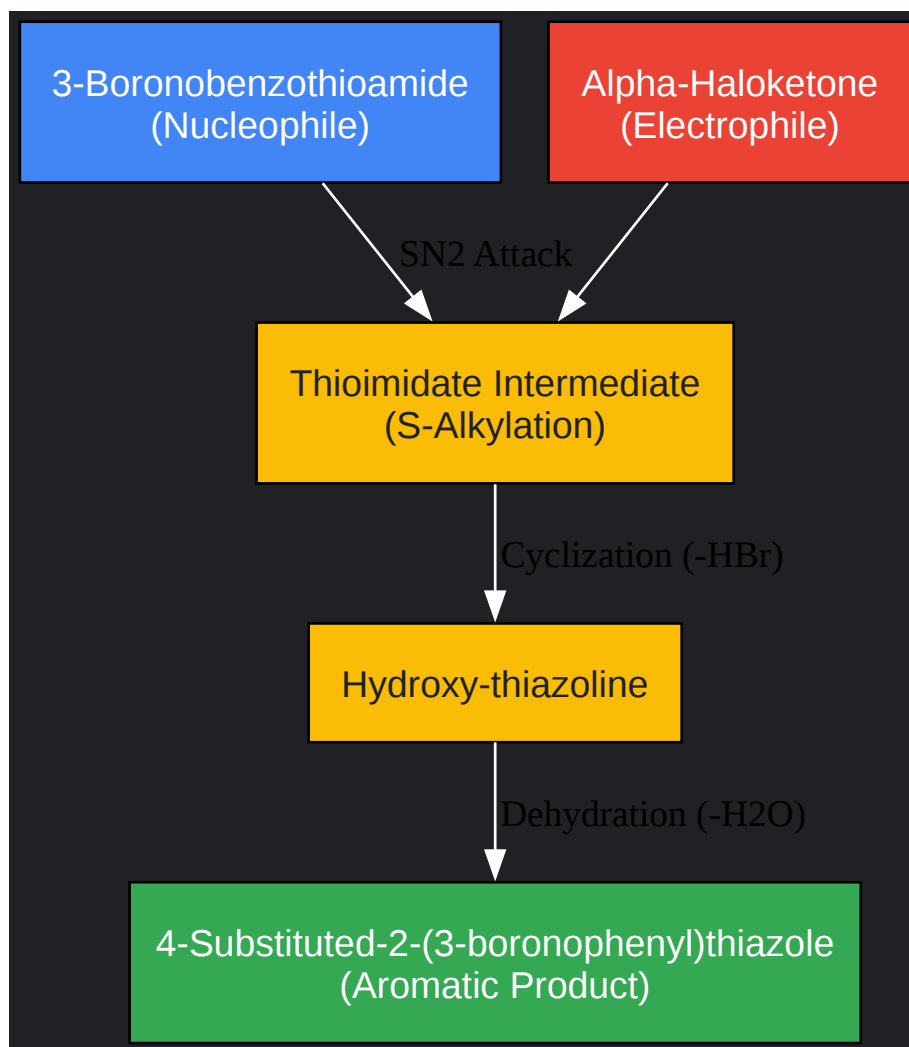 3-Boronobenzothioamide
(Nucleophile)
Alpha-Haloketone
(Electrophile)
SN2 Attack
Thioimidate Intermediate
(S-Alkylation)
Cyclization (-HBr)
Hydroxy-thiazoline
Dehydration (-H2O)
4-Substituted-2-(3-boronophenyl)thiazole
(Aromatic Product)